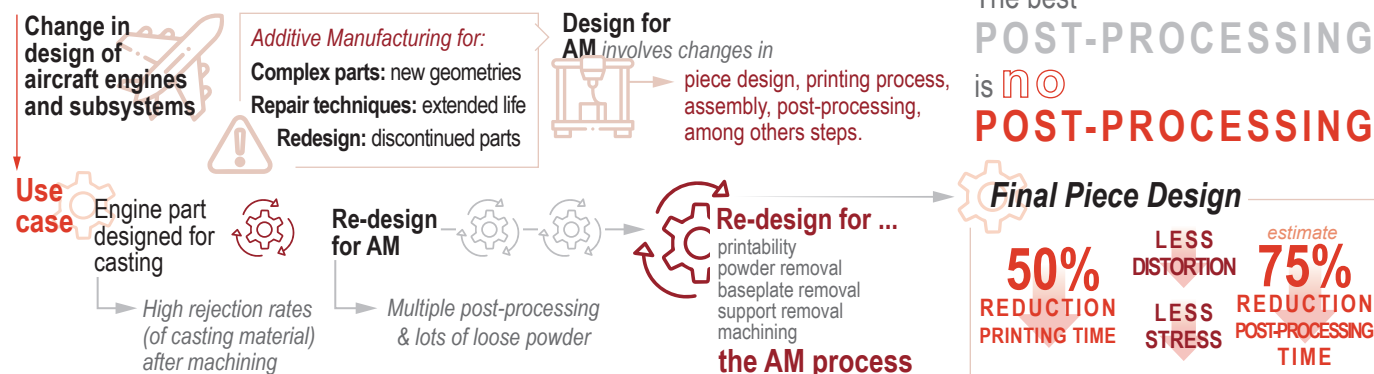 Change in
design of
aircraft engines
and subsystems
Additive Manufacturing for:
Complex parts: new geometries
Repair techniques: extended life
Redesign: discontinued parts
Design for
AM involves changes in
piece design, printing process,
assembly, post-processing,
among others steps.
The best
POST-PROCESSING
is no
POST-PROCESSING
Use
case
Engine part
designed for
casting
High rejection rates
(of casting material)
after machining
Re-design
for AM
Multiple post-processing
& lots of loose powder
Re-design for ...
printability
powder removal
baseplate removal
support removal
machining
the AM process
Final Piece Design
50%
REDUCTION
PRINTING TIME
LESS
DISTORTION
LESS
STRESS
estimate
75%
REDUCTION
POST-PROCESSING
TIME